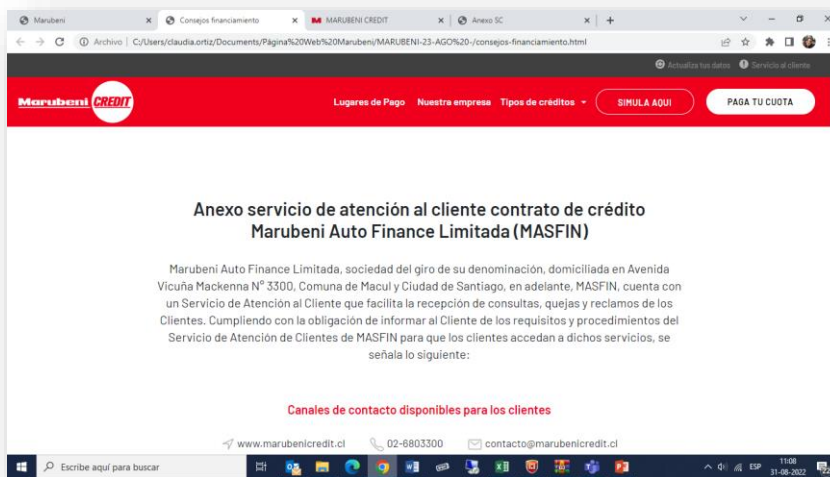 Marubeni
Consejos financiamiento
MARUBENI CREDIT
Anexo SC
Archivo | C:/Users/claudia.ortiz/Documents/Página%20Web%20Marubeni/MARUBENI-23-AGO%20-/consejos-financiamiento.html
Actualiza tus datos Servicio al cliente
Marubeni CREDIT
Lugares de Pago Nuestra empresa Tipos de créditos SIMULA AQUI PAGA TU CUOTA
Anexo servicio de atención al cliente contrato de crédito
Marubeni Auto Finance Limitada (MASFIN)
Marubeni Auto Finance Limitada, sociedad del giro de su denominación, domiciliada en Avenida
Vicuña Mackenna N° 3300, Comuna de Macul y Ciudad de Santiago, en adelante, MASFIN, cuenta con
un Servicio de Atención al Cliente que facilita la recepción de consultas, quejas y reclamos de los
Clientes. Cumpliendo con la obligación de informar al Cliente de los requisitos y procedimientos del
Servicio de Atención de Clientes de MASFIN para que los clientes accedan a dichos servicios, se
señala lo siguiente:
Canales de contacto disponibles para los clientes
www.marubenicredit.cl 02-6803300 contacto@marubenicredit.cl
Escribe aquí para buscar
ESP
11:08
31-08-2022
22